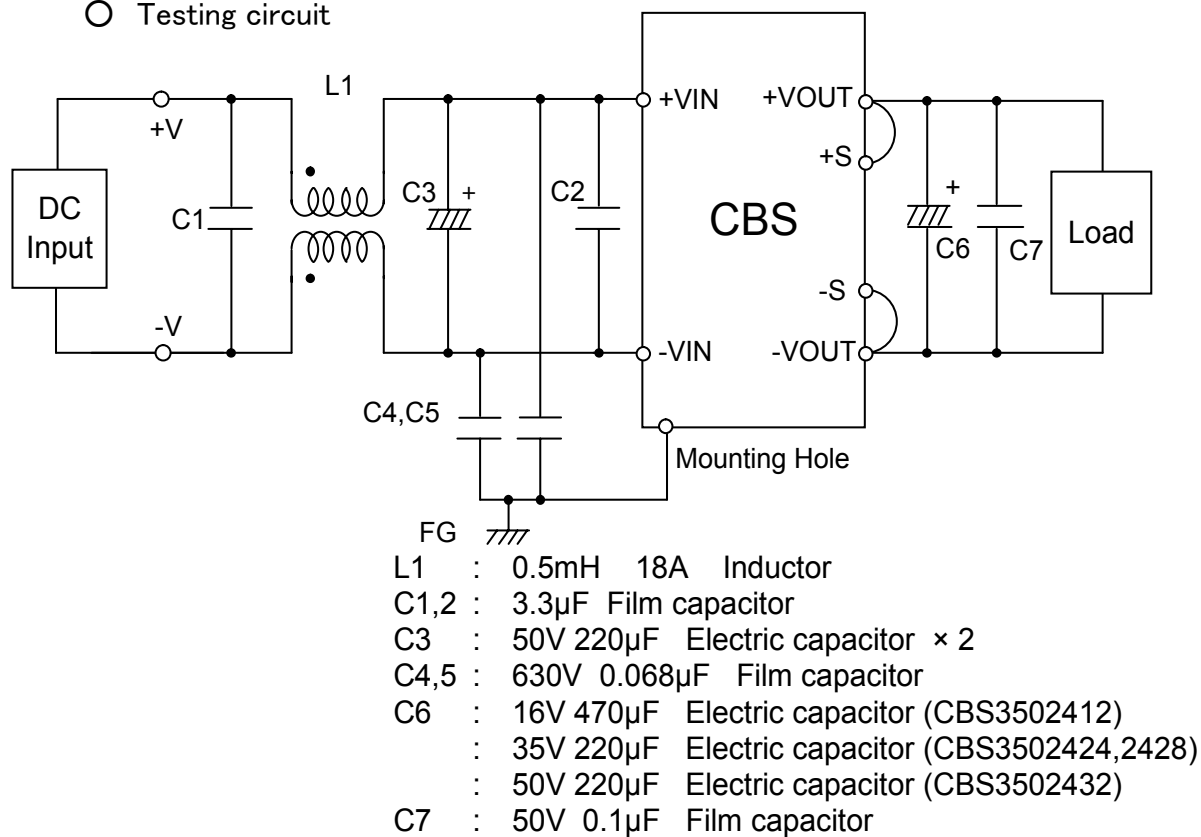 ○ Testing circuit
L1
+V
C1
DC
Input
-V
C3 +
C2
C4,C5
+VIN
-VIN
CBS
+VOUT
+S
-S
-VOUT
+
C6
C7
Load
Mounting Hole
FG
L1 : 0.5mH 18A Inductor
C1,2 : 3.3µF Film capacitor
C3 : 50V 220µF Electric capacitor × 2
C4,5 : 630V 0.068µF Film capacitor
C6 : 16V 470µF Electric capacitor (CBS3502412)
: 35V 220µF Electric capacitor (CBS3502424,2428)
: 50V 220µF Electric capacitor (CBS3502432)
C7 : 50V 0.1µF Film capacitor